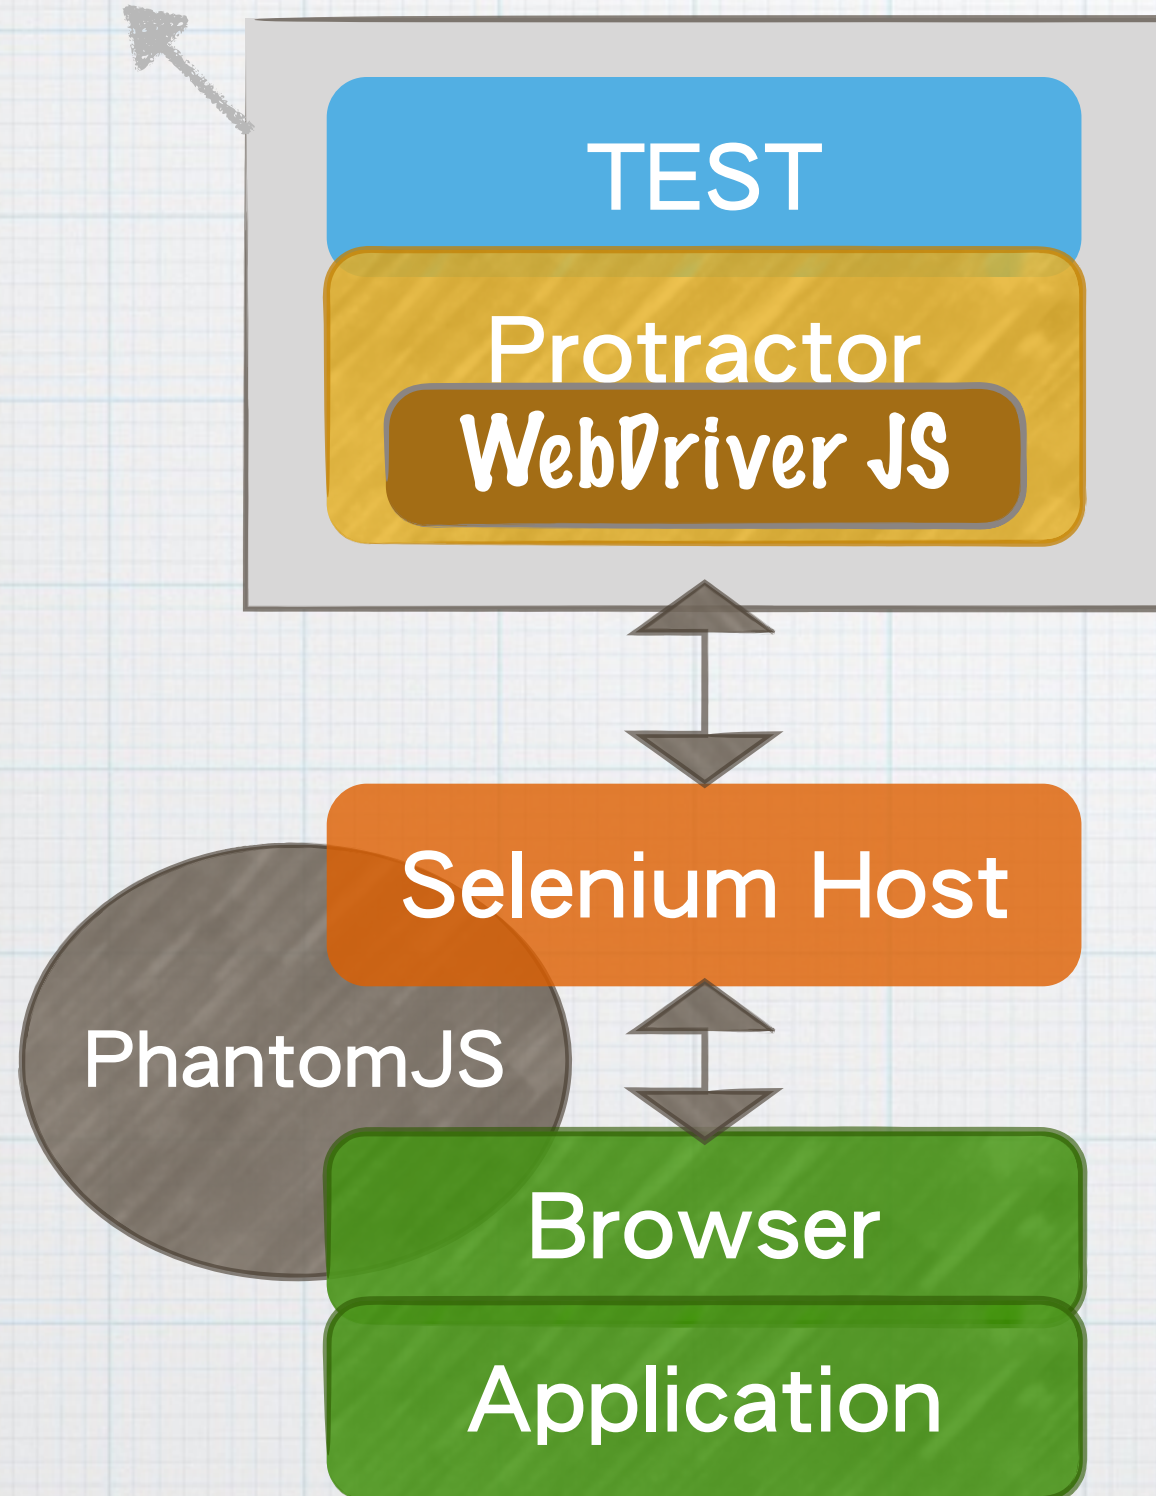 TEST
Protractor
WebDriver JS
Selenium Host
PhantomJS
Browser
Application